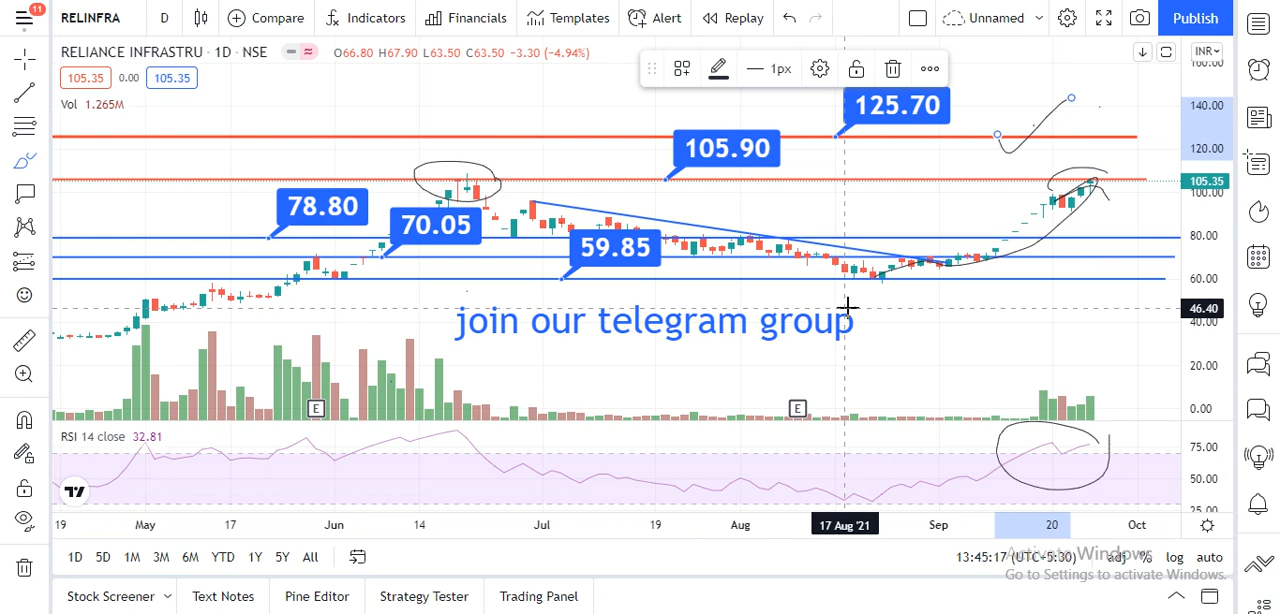 11
RELINFRA D Compare Indicators Financials Templates Alert Replay Unnamed Publish
RELIANCE INFRASTRU · 1D · NSE O66.80 H67.90 L63.50 C63.50 −3.30 (−4.94%)
1px
INR
105.35 0.00 105.35
Vol 1.265M
160.00
140.00
120.00
105.35
100.00
80.00
60.00
46.40
40.00
20.00
0.00
125.70
105.90
78.80
70.05
59.85
join our telegram group
E E
RSI 14 close 32.81
75.00
50.00
25.00
19 May 17 Jun 14 Jul 19 Aug 17 Aug '21 Sep 20 Oct
1D 5D 1M 3M 6M YTD 1Y 5Y All 13:45:17 (UTC+5:30) adj % log auto
Activate Windows
Go to Settings to activate Windows.
Stock Screener Text Notes Pine Editor Strategy Tester Trading Panel